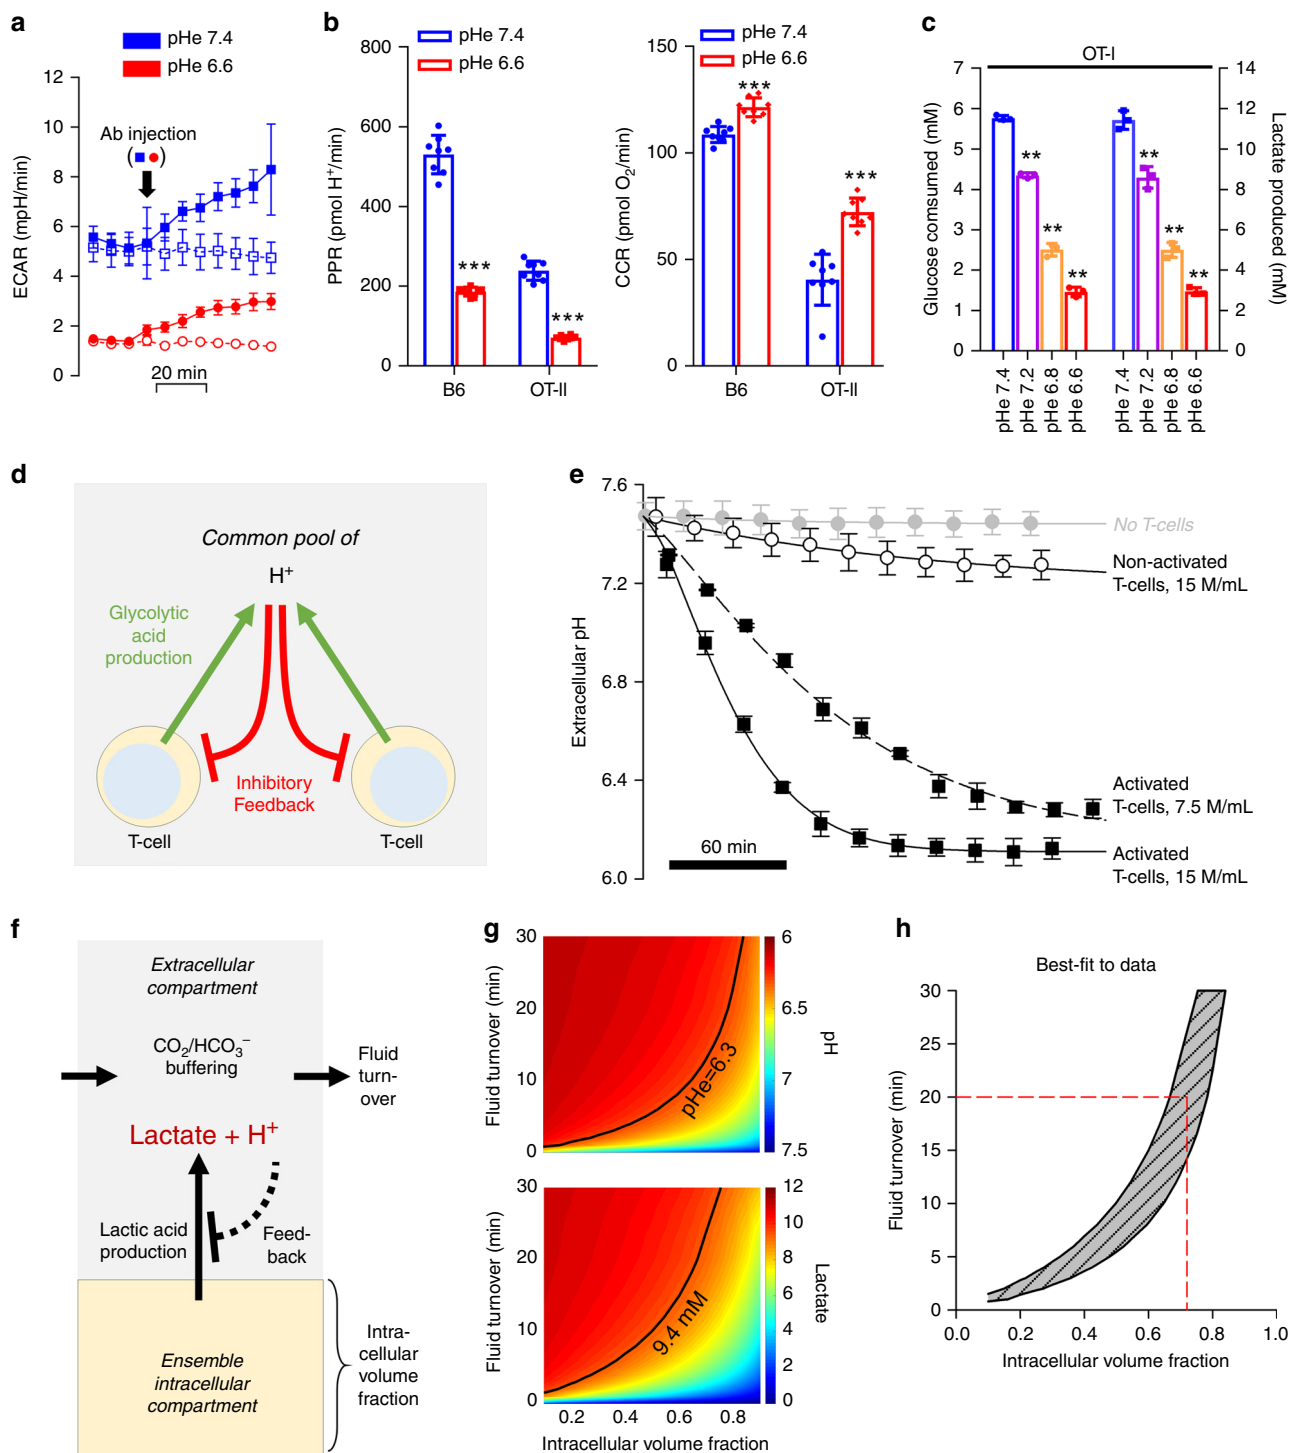 a
pHe 7.4
pHe 6.6
12
10
8
6
4
2
0
ECAR (mpH/min)
Ab injection
( )
20 min
b
pHe 7.4
pHe 6.6
800
600
400
200
0
PPR (pmol H⁺/min)
***
***
B6
OT-II
pHe 7.4
pHe 6.6
150
100
50
0
CCR (pmol O₂/min)
***
***
B6
OT-II
c
OT-I
7
6
5
4
3
2
1
0
Glucose comsumed (mM)
14
12
10
8
6
4
2
0
Lactate produced (mM)
**
**
**
**
**
**
pHe 7.4
pHe 7.2
pHe 6.8
pHe 6.6
pHe 7.4
pHe 7.2
pHe 6.8
pHe 6.6
d
Common pool of
H⁺
Glycolytic
acid
production
Inhibitory
Feedback
T-cell
T-cell
e
7.6
7.2
6.8
6.4
6.0
Extracellular pH
60 min
No T-cells
Non-activated
T-cells, 15 M/mL
Activated
T-cells, 7.5 M/mL
Activated
T-cells, 15 M/mL
f
Extracellular
compartment
CO₂/HCO₃⁻
buffering
Fluid
turn-
over
Lactate + H⁺
Lactic acid
production
Feed-
back
Ensemble
intracellular
compartment
Intra-
cellular
volume
fraction
g
30
20
10
0
Fluid turnover (min)
pHe=6.3
6
6.5
7
7.5
pH
30
20
10
0
Fluid turnover (min)
9.4 mM
12
10
8
6
4
2
0
Lactate
0.2
0.4
0.6
0.8
Intracellular volume fraction
h
Best-fit to data
30
25
20
15
10
5
0
Fluid turnover (min)
0.0
0.2
0.4
0.6
0.8
1.0
Intracellular volume fraction